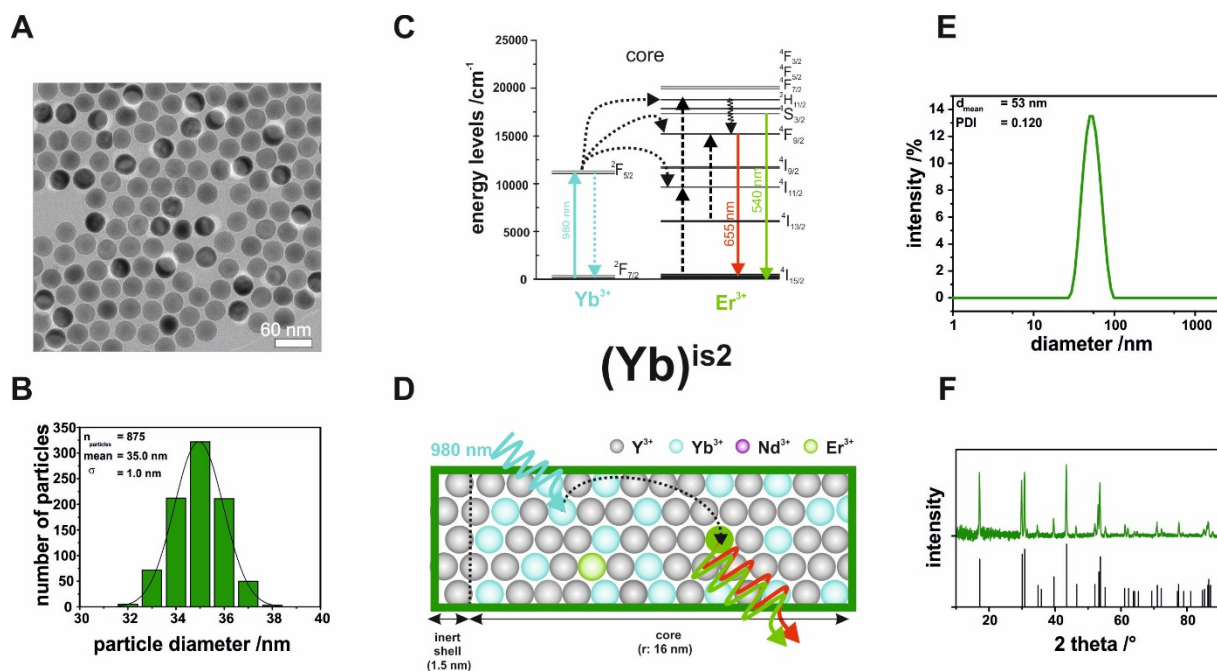 A
60 nm
B
number of particles
350
300
250
200
150
100
50
0
n particles = 875
mean = 35.0 nm
σ = 1.0 nm
30 32 34 36 38 40
particle diameter /nm
C
energy levels /cm⁻¹
25000
20000
15000
10000
5000
0
core
⁴F3/2
⁴F5/2
⁴F7/2
²H11/2
⁴S3/2
⁴F9/2
⁴I9/2
⁴I11/2
⁴I13/2
⁴I15/2
²F5/2
²F7/2
980 nm
655 nm
540 nm
Yb³⁺
Er³⁺
(Yb)ⁱˢ²
D
980 nm
Y³⁺ Yb³⁺ Nd³⁺ Er³⁺
inert
shell
(1.5 nm)
core
(r: 16 nm)
E
intensity /%
14
12
10
8
6
4
2
0
d mean = 53 nm
PDI = 0.120
1 10 100 1000
diameter /nm
F
intensity
20 40 60 80
2 theta /°